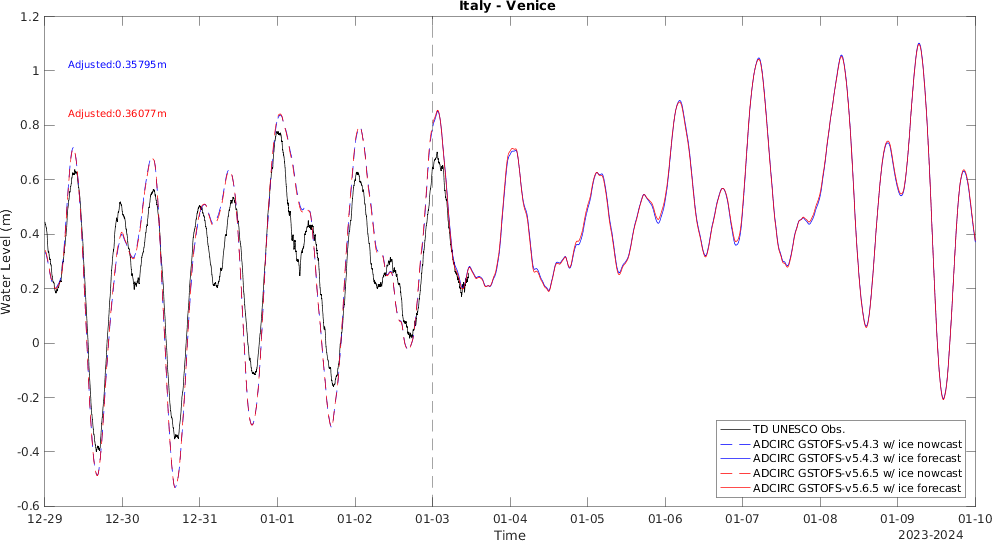 Italy - Venice
1.2
1
0.8
0.6
0.4
0.2
0
-0.2
-0.4
-0.6
Water Level (m)
Adjusted:0.35795m
Adjusted:0.36077m
TD UNESCO Obs.
ADCIRC GSTOFS-v5.4.3 w/ ice nowcast
ADCIRC GSTOFS-v5.4.3 w/ ice forecast
ADCIRC GSTOFS-v5.6.5 w/ ice nowcast
ADCIRC GSTOFS-v5.6.5 w/ ice forecast
12-29 12-30 12-31 01-01 01-02 01-03 01-04 01-05 01-06 01-07 01-08 01-09 01-10
Time
2023-2024